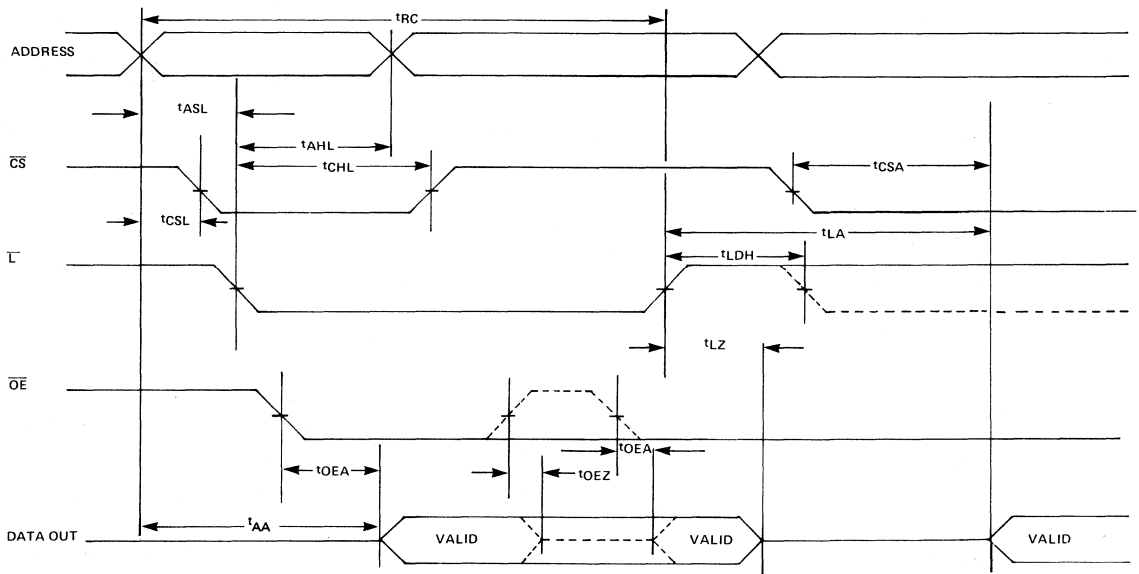 tRC
ADDRESS
tASL
tAHL
CS
tCHL
tCSA
tCSL
tLA
L
tLDH
tLZ
OE
tOEA
tOEA
tOEZ
tAA
DATA OUT
VALID
VALID
VALID